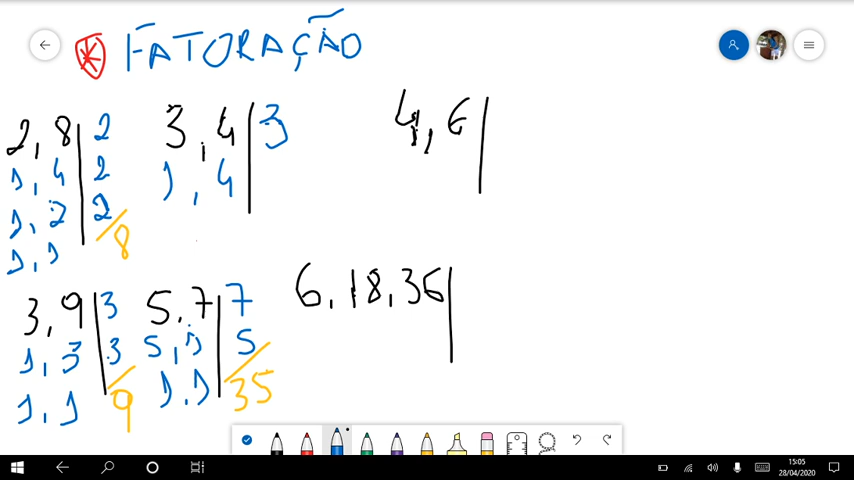 * FATORAÇÃO
2, 8 | 2
1, 4 | 2
1, 2 | 2
1, 1 | 8
3, 4 | 3
1, 4
4, 6
3, 9 | 3
1, 3 | 3
1, 1 | 9
5, 7 | 7
5, 1 | 5
1, 1 | 35
6, 18, 36
15:05
28/04/2020